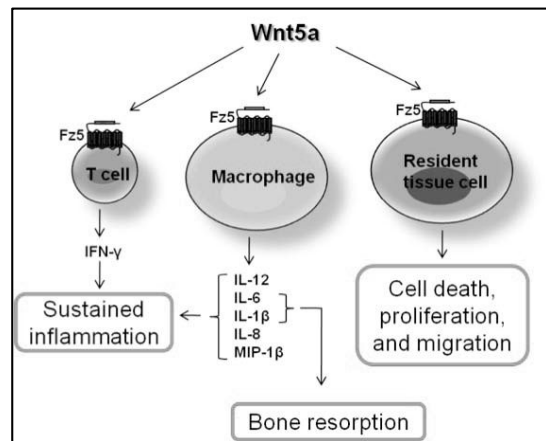 Wnt5a
Fz5
Fz5
Fz5
T cell
Macrophage
Resident
tissue cell
IFN-γ
IL-12
IL-6
IL-1β
IL-8
MIP-1β
Sustained
inflammation
Cell death,
proliferation,
and migration
Bone resorption